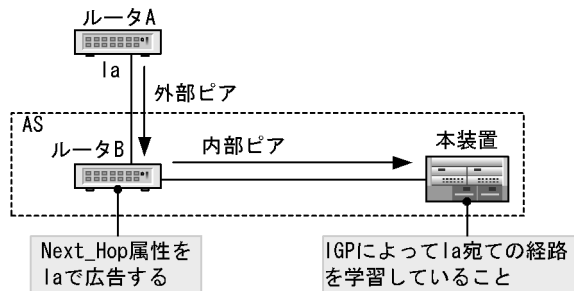 ルータA
Ia
外部ピア
AS
ルータB
内部ピア
本装置
Next_Hop属性を
Iaで広告する
IGPによってIa宛ての経路
を学習していること